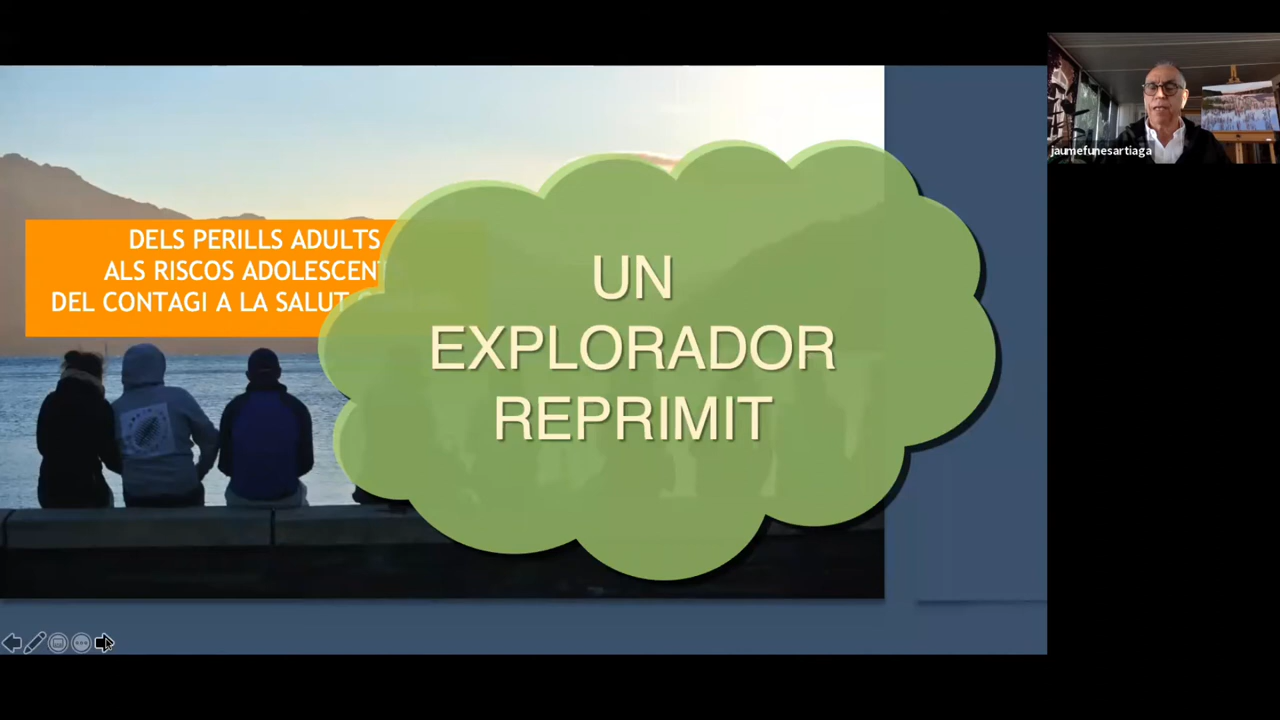 DELS PERILLS ADULTS
ALS RISCOS ADOLESCEN
DEL CONTAGI A LA SALUT
UN
EXPLORADOR
REPRIMIT
jaumefunesartiaga